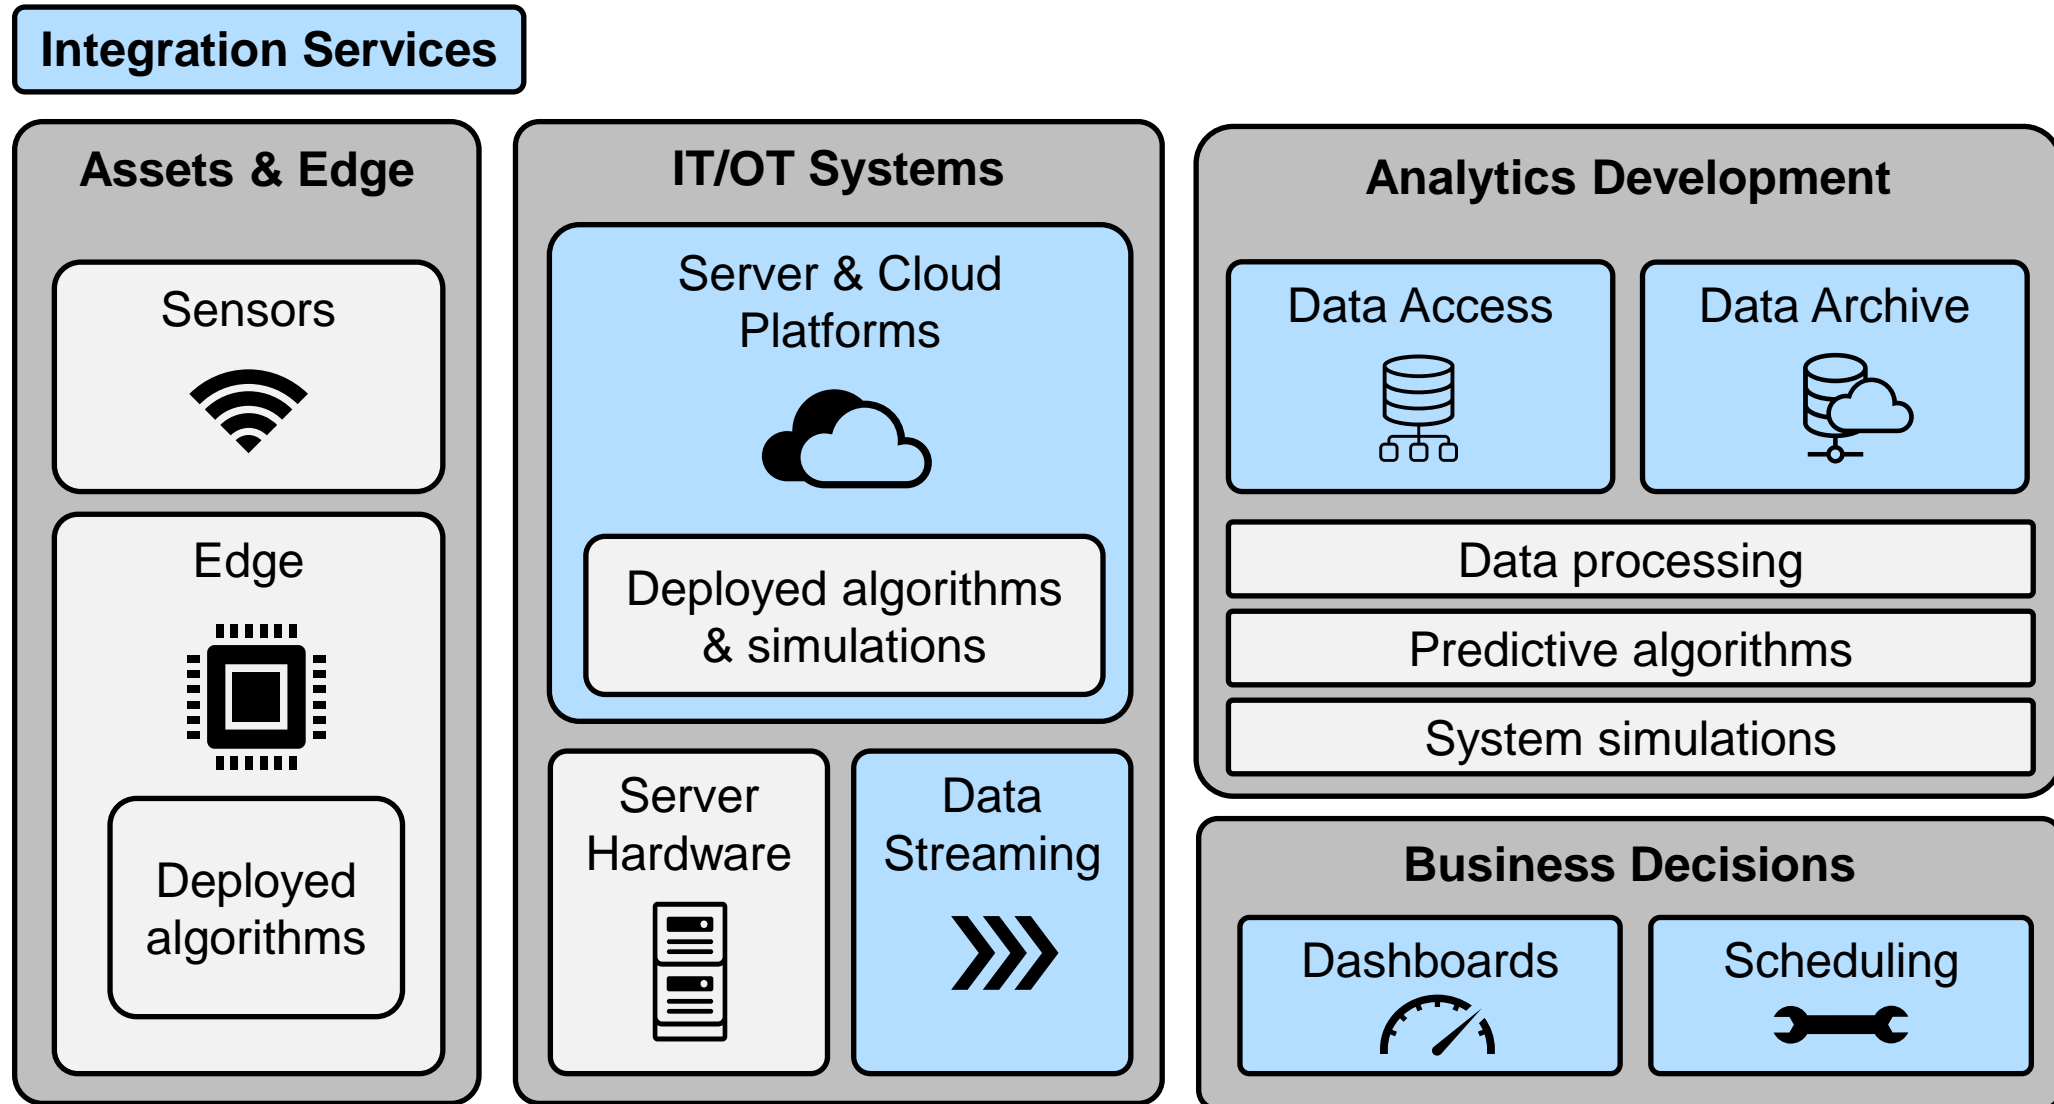 Integration Services
Assets & Edge
Sensors
Edge
Deployed
algorithms
IT/OT Systems
Server & Cloud
Platforms
Deployed algorithms
& simulations
Server
Hardware
Data
Streaming
Analytics Development
Data Access
Data Archive
Data processing
Predictive algorithms
System simulations
Business Decisions
Dashboards
Scheduling